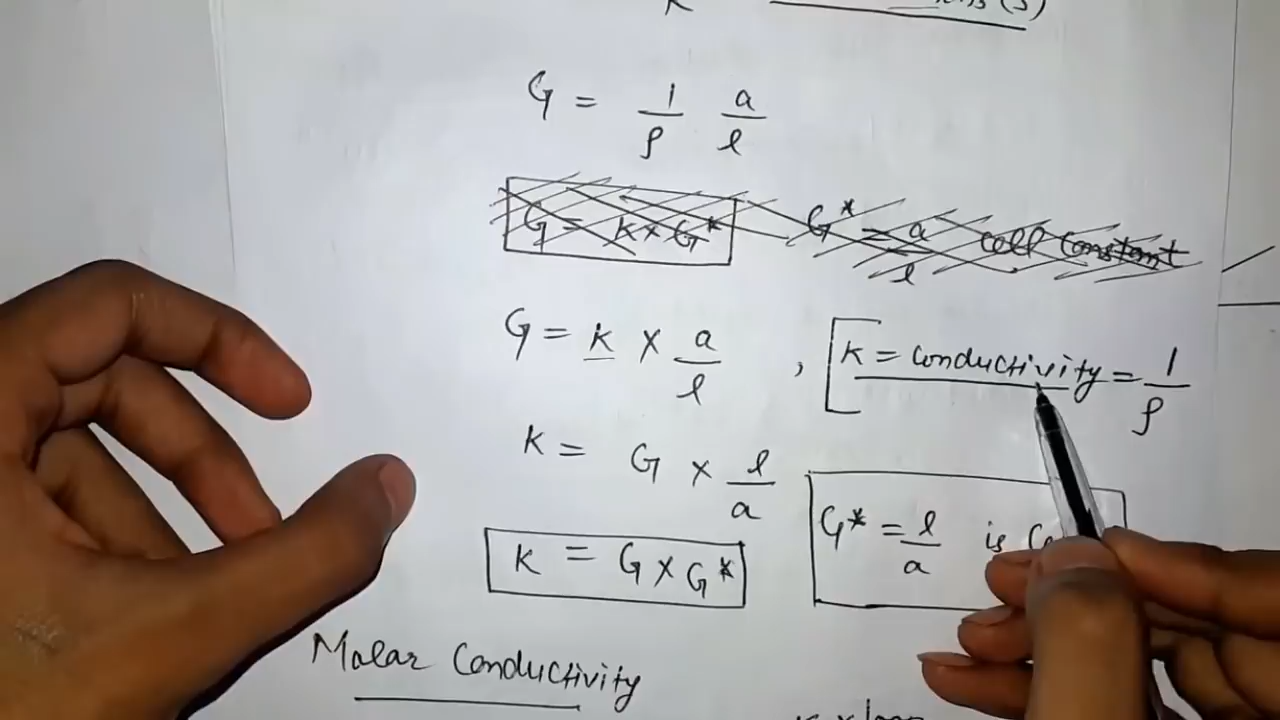 K
G = 1/ρ a/l
G = K × G* G* = a/l cell constant
G = k × a/l , [K = conductivity = 1/ρ
K = G × l/a
G* = l/a is
K = G × G*
Molar Conductivity